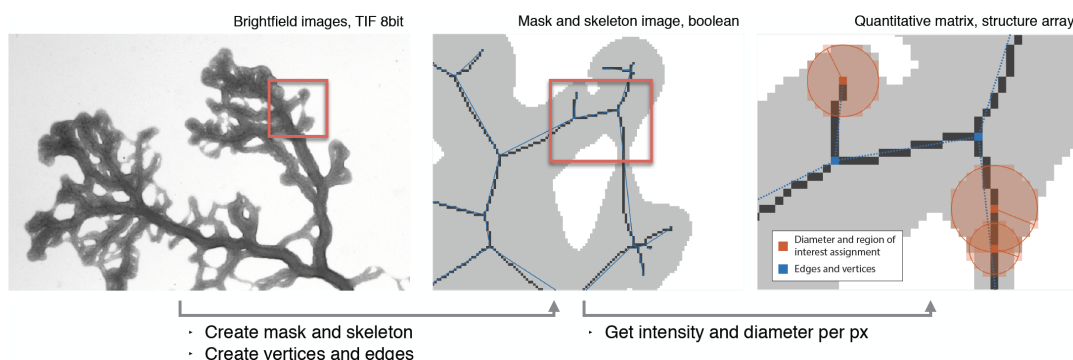 Brightfield images, TIF 8bit
Mask and skeleton image, boolean
Quantitative matrix, structure array
Diameter and region of
interest assignment
Edges and vertices
‣ Create mask and skeleton
‣ Create vertices and edges
‣ Get intensity and diameter per px